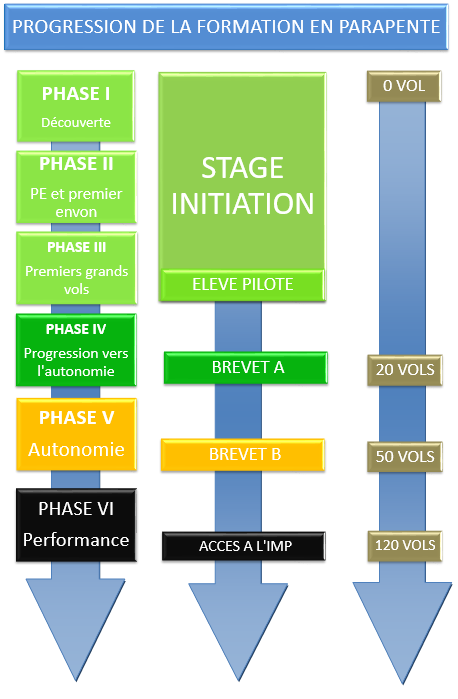 PROGRESSION DE LA FORMATION EN PARAPENTE
PHASE I
Découverte
PHASE II
PE et premier
envon
PHASE III
Premiers grands
vols
PHASE IV
Progression vers
l'autonomie
PHASE V
Autonomie
PHASE VI
Performance
STAGE
INITIATION
ELEVE PILOTE
BREVET A
BREVET B
ACCES A L'IMP
0 VOL
20 VOLS
50 VOLS
120 VOLS